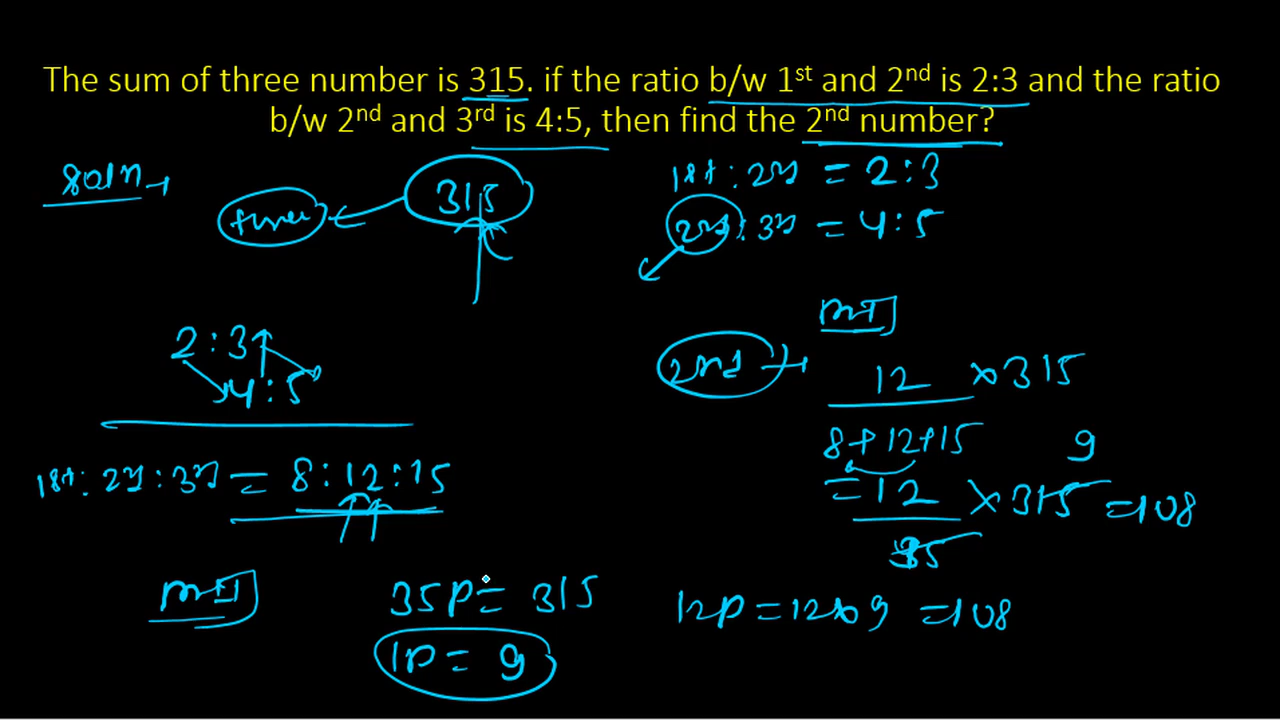 The sum of three number is 315. if the ratio b/w 1st and 2nd is 2:3 and the ratio
b/w 2nd and 3rd is 4:5, then find the 2nd number?
Soln
three
315
1st : 2nd = 2:3
2nd : 3rd = 4:5
2:3
4:5
1st : 2nd : 3rd = 8:12:15
M-I
2nd →
12 × 315
8+12+15
9
= 12 × 315 = 108
35
M-II
35P = 315
1P = 9
12P = 12×9 = 108